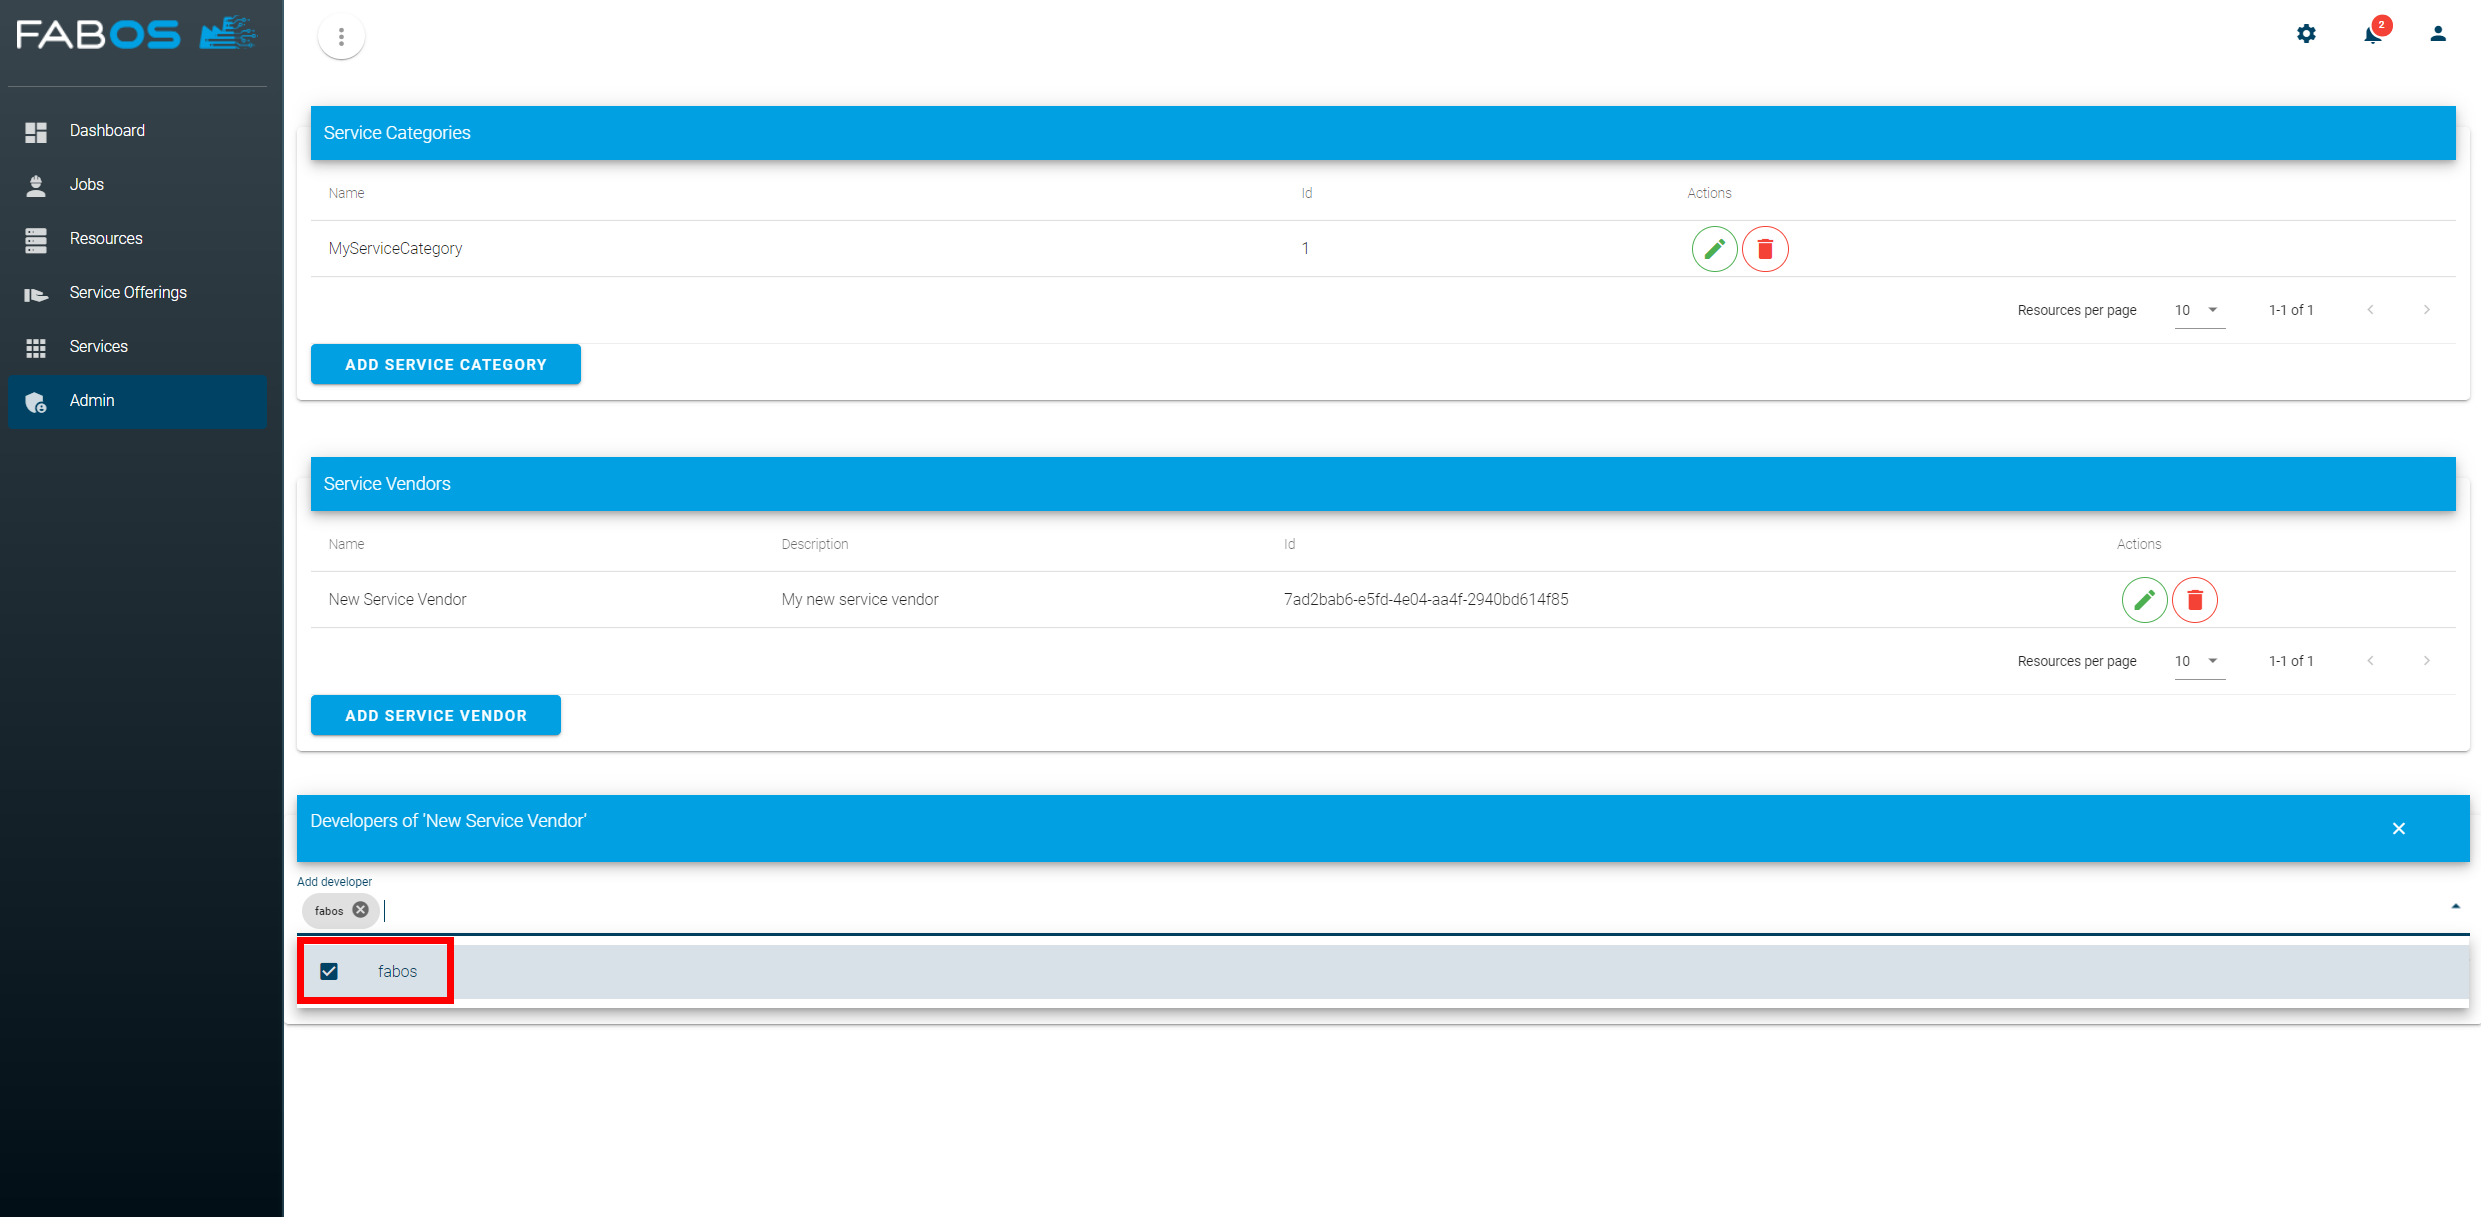 FABOS
2
Dashboard
Jobs
Resources
Service Offerings
Services
Admin
Service Categories
Name Id Actions
MyServiceCategory 1
Resources per page 10 1-1 of 1
ADD SERVICE CATEGORY
Service Vendors
Name Description Id Actions
New Service Vendor My new service vendor 7ad2bab6-e5fd-4e04-aa4f-2940bd614f85
Resources per page 10 1-1 of 1
ADD SERVICE VENDOR
Developers of 'New Service Vendor'
Add developer
fabos
fabos